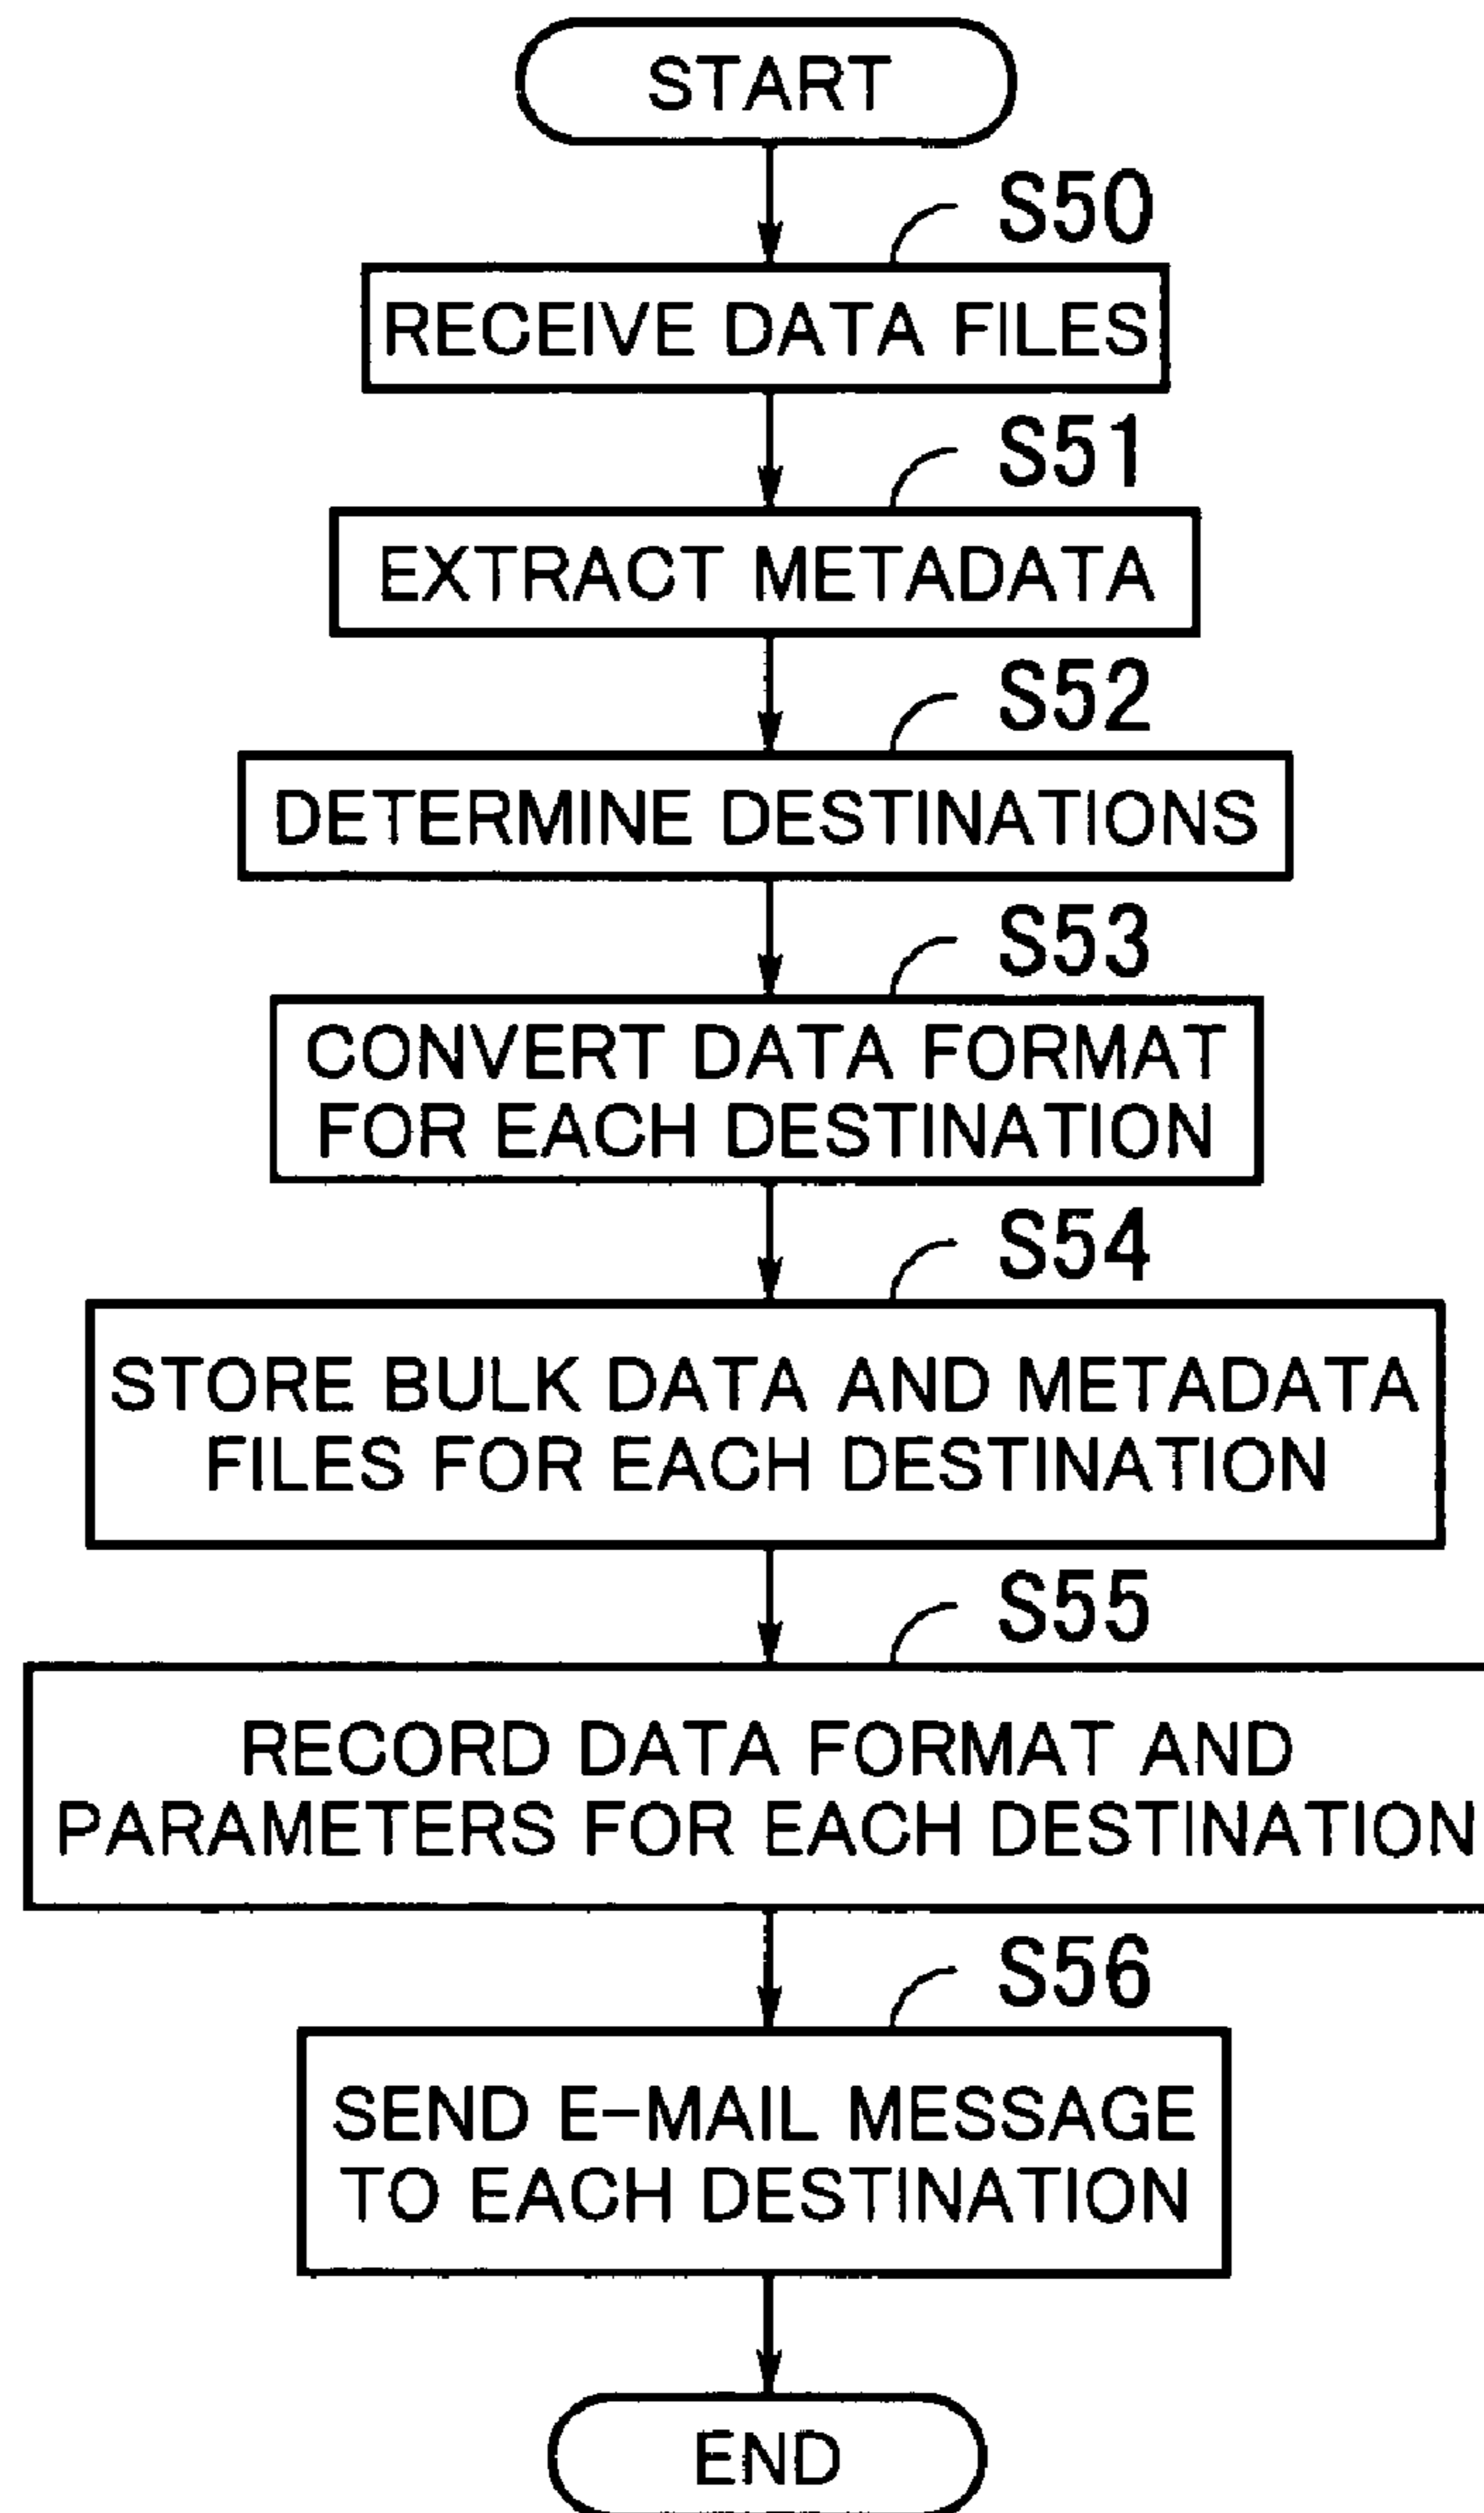 START
S50
RECEIVE DATA FILES
S51
EXTRACT METADATA
S52
DETERMINE DESTINATIONS
S53
CONVERT DATA FORMAT
FOR EACH DESTINATION
S54
STORE BULK DATA AND METADATA
FILES FOR EACH DESTINATION
S55
RECORD DATA FORMAT AND
PARAMETERS FOR EACH DESTINATION
S56
SEND E-MAIL MESSAGE
TO EACH DESTINATION
END